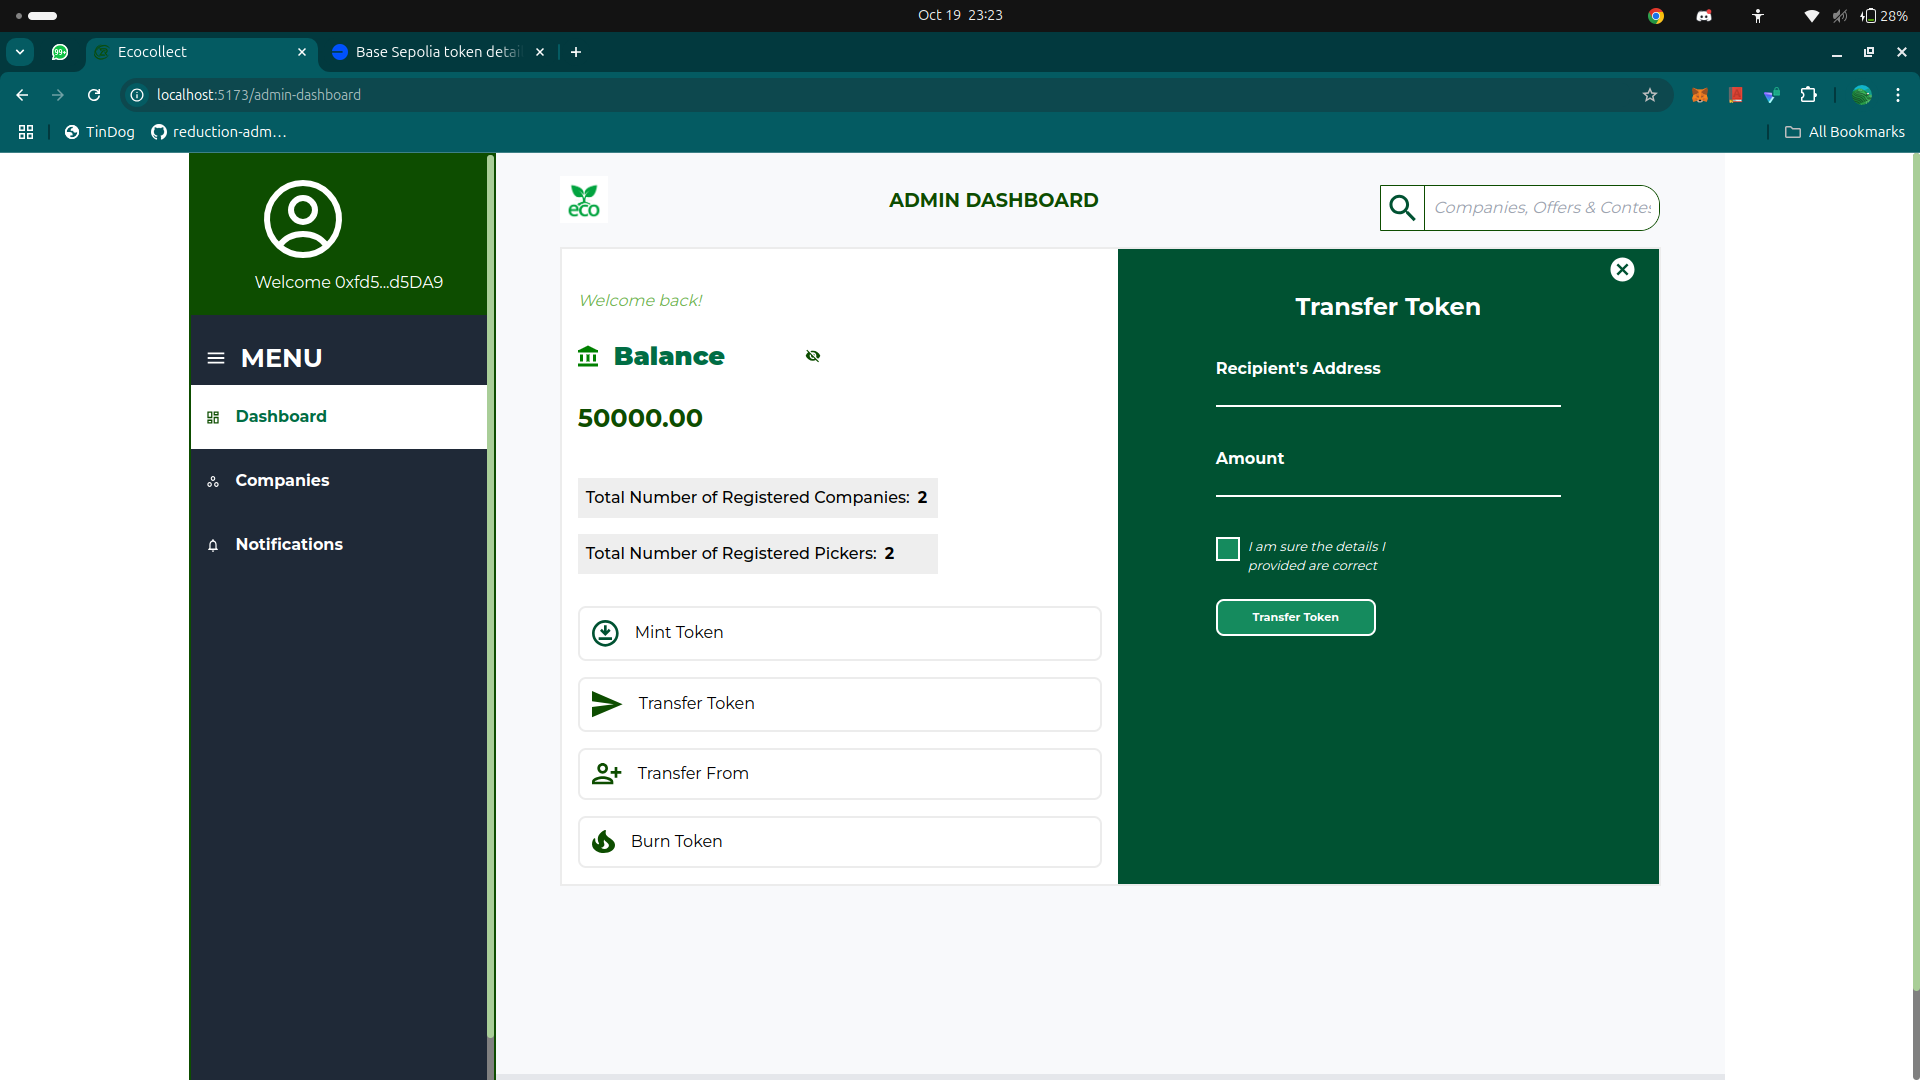 Oct 19 23:23
28%
99+
Ecocollect
Base Sepolia token detai
localhost:5173/admin-dashboard
TinDog
reduction-adm...
All Bookmarks
Welcome 0xfd5...d5DA9
MENU
Dashboard
Companies
Notifications
eco
ADMIN DASHBOARD
Companies, Offers & Contes
Welcome back!
Balance
50000.00
Total Number of Registered Companies: 2
Total Number of Registered Pickers: 2
Mint Token
Transfer Token
Transfer From
Burn Token
Transfer Token
Recipient's Address
Amount
I am sure the details I
provided are correct
Transfer Token